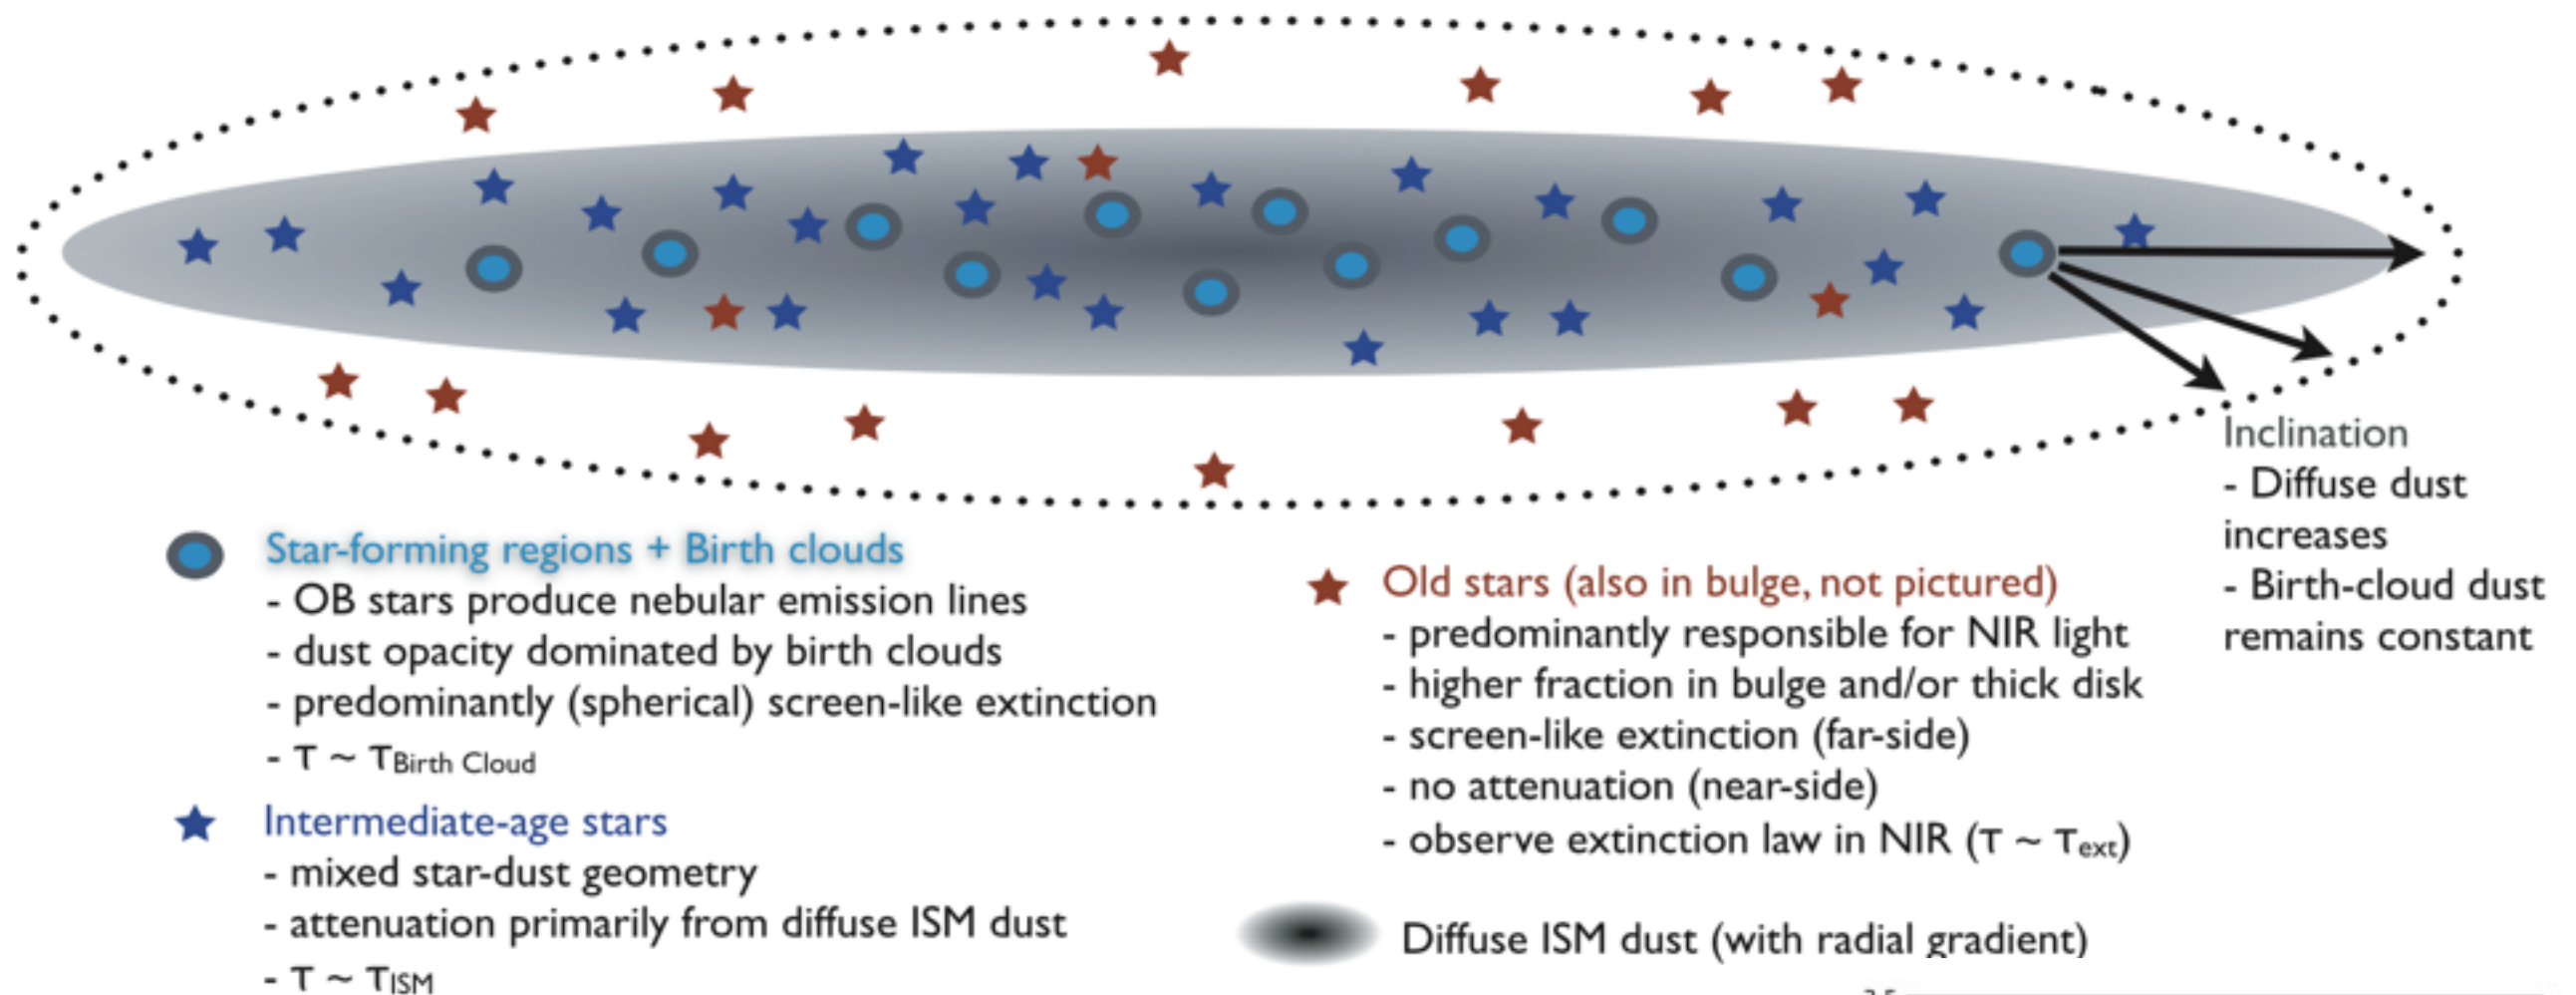 Inclination
- Diffuse dust
increases
- Birth-cloud dust
remains constant
Star-forming regions + Birth clouds
- OB stars produce nebular emission lines
- dust opacity dominated by birth clouds
- predominantly (spherical) screen-like extinction
- τ ~ τBirth Cloud
Intermediate-age stars
- mixed star-dust geometry
- attenuation primarily from diffuse ISM dust
- τ ~ τISM
Old stars (also in bulge, not pictured)
- predominantly responsible for NIR light
- higher fraction in bulge and/or thick disk
- screen-like extinction (far-side)
- no attenuation (near-side)
- observe extinction law in NIR (τ ~ τext)
Diffuse ISM dust (with radial gradient)